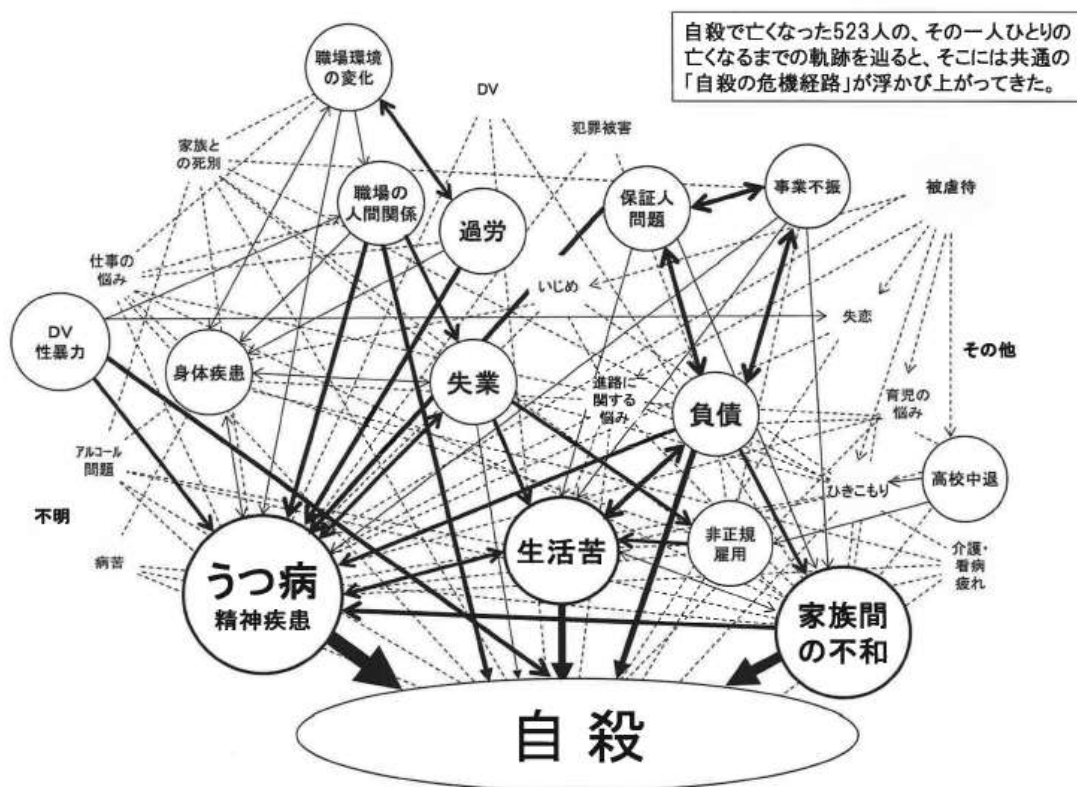 自殺で亡くなった523人の、その一人ひとりの
亡くなるまでの軌跡を辿ると、そこには共通の
「自殺の危機経路」が浮かび上がってきた。
職場環境
の変化
DV
犯罪被害
家族と
の死別
職場の
人間関係
過労
保証人
問題
事業不振
被虐待
仕事の
悩み
いじめ
DV
性暴力
失恋
その他
身体疾患
失業
進路に
関する
悩み
負債
育児の
悩み
アルコール
問題
ひきこもり
高校中退
不明
病苦
生活苦
非正規
雇用
介護・
看病
疲れ
うつ病
精神疾患
家族間
の不和
自殺